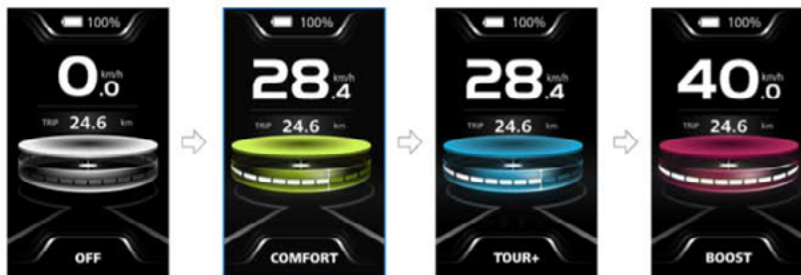 100%
0.0 km/h
TRIP 24.6 km
OFF
100%
28.4 km/h
TRIP 24.6 km
COMFORT
100%
28.4 km/h
TRIP 24.6 km
TOUR+
100%
40.0 km/h
TRIP 24.6 km
BOOST